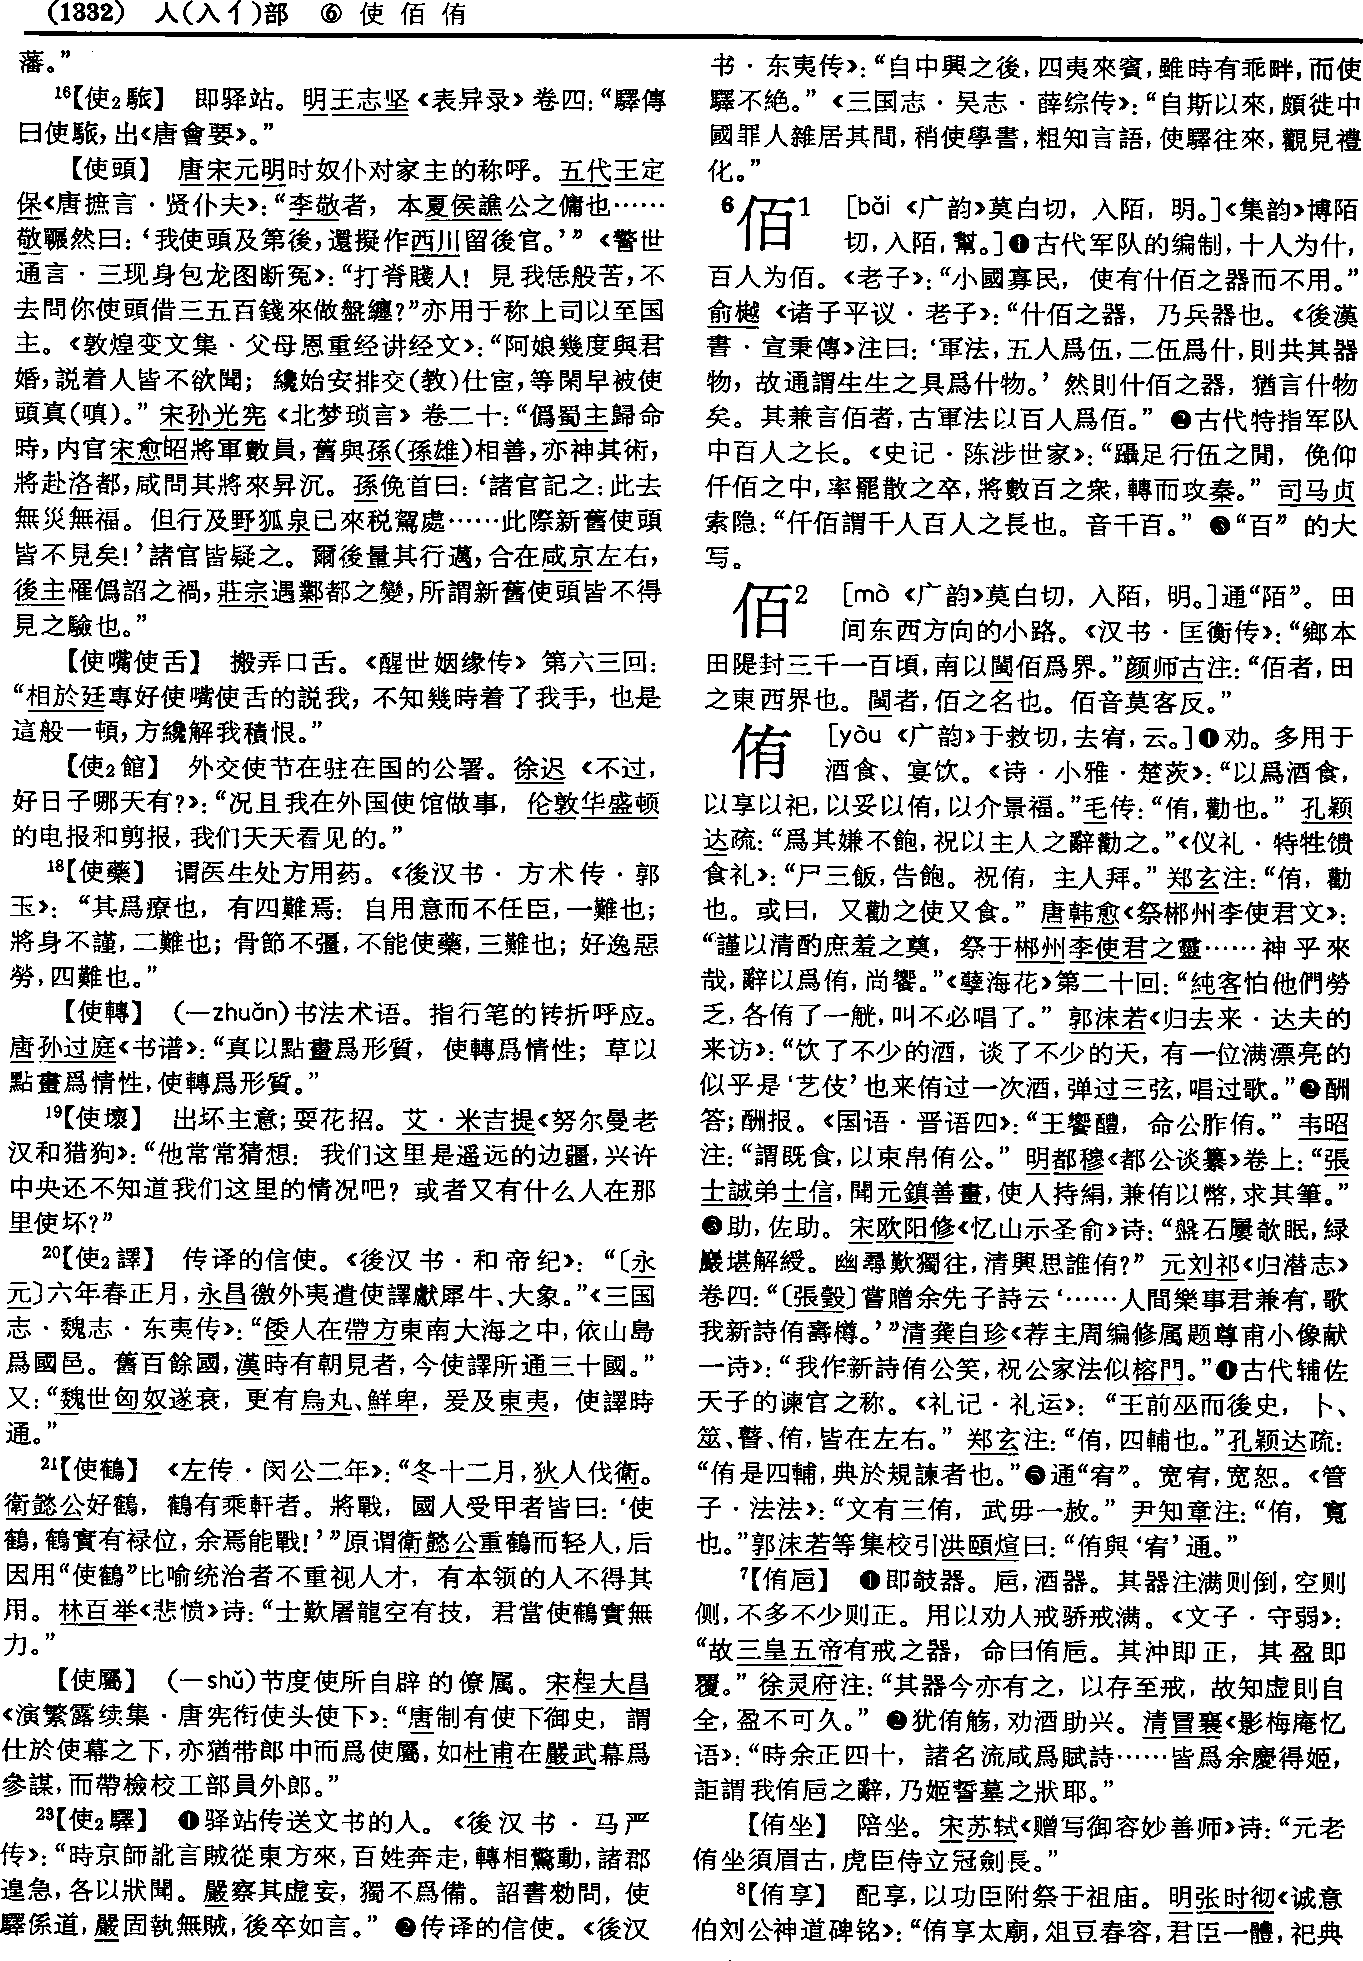 (1332) 人(入亻)部 ⑥ 使 佰 侑
藩。”
¹⁶【使₂駈】 即驿站。明王志坚《表异录》卷四：“驛傳
曰使駈，出《唐會要》。”
【使頭】 唐宋元明时奴仆对家主的称呼。五代王定
保《唐摭言·贤仆夫》：“李敬者，本夏侯譙公之傭也……
敬囅然曰：‘我使頭及第後，還擬作西川留後官。’”《警世
通言·三现身包龙图断冤》：“打脊賤人！見我恁般苦，不
去問你使頭借三五百錢來做盤纏？”亦用于称上司以至国
主。《敦煌变文集·父母恩重经讲经文》：“阿娘幾度與君
婚，説着人皆不欲聞；纔始安排交(教)仕宦，等閑早被使
頭真(嗔)。”宋孙光宪《北梦琐言》卷二十：“僞蜀主歸命
時，内官宋愈昭將軍數員，舊與孫(孫雄)相善，亦神其術，
將赴洛都，咸問其將來昇沉。孫俛首曰：‘諸官記之：此去
無災無福。但行及野狐泉已來税駕處……此際新舊使頭
皆不見矣！’諸官皆疑之。爾後量其行邁，合在咸京左右，
後主罹僞詔之禍，莊宗遇鄴都之變，所謂新舊使頭皆不得
見之驗也。”
【使嘴使舌】 搬弄口舌。《醒世姻缘传》第六三回：
“相於廷專好使嘴使舌的説我，不知幾時着了我手，也是
這般一頓，方纔解我積恨。”
【使₂館】 外交使节在驻在国的公署。徐迟《不过，
好日子哪天有？》：“况且我在外国使馆做事，伦敦华盛顿
的电报和剪报，我们天天看见的。”
¹⁸【使藥】 谓医生处方用药。《後汉书·方术传·郭
玉》：“其爲療也，有四難焉：自用意而不任臣，一難也；
將身不謹，二難也；骨節不彊，不能使藥，三難也；好逸惡
勞，四難也。”
【使轉】 (—zhuǎn)书法术语。指行笔的转折呼应。
唐孙过庭《书谱》：“真以點畫爲形質，使轉爲情性；草以
點畫爲情性，使轉爲形質。”
¹⁹【使壞】 出坏主意；耍花招。艾·米吉提《努尔曼老
汉和猎狗》：“他常常猜想：我们这里是遥远的边疆，兴许
中央还不知道我们这里的情况吧？或者又有什么人在那
里使坏？”
²⁰【使₂譯】 传译的信使。《後汉书·和帝纪》：“〔永
元〕六年春正月，永昌徼外夷遣使譯獻犀牛、大象。”《三国
志·魏志·东夷传》：“倭人在帶方東南大海之中，依山島
爲國邑。舊百餘國，漢時有朝見者，今使譯所通三十國。”
又：“魏世匈奴遂衰，更有烏丸、鮮卑，爰及東夷，使譯時
通。”
²¹【使鶴】 《左传·闵公二年》：“冬十二月，狄人伐衛。
衛懿公好鶴，鶴有乘軒者。將戰，國人受甲者皆曰：‘使
鶴，鶴實有禄位，余焉能戰！’”原谓衛懿公重鶴而轻人，后
因用“使鶴”比喻统治者不重视人才，有本领的人不得其
用。林百举《悲愤》诗：“士歎屠龍空有技，君當使鶴實無
力。”
【使屬】 (—shǔ)节度使所自辟的僚属。宋程大昌
《演繁露续集·唐宪衔使头使下》：“唐制有使下御史，謂
仕於使幕之下，亦猶带郎中而爲使屬，如杜甫在嚴武幕爲
參謀，而帶檢校工部員外郎。”
²³【使₂驛】 ❶驿站传送文书的人。《後汉书·马严
传》：“時京師訛言賊從東方來，百姓奔走，轉相驚動，諸郡
遑急，各以狀聞。嚴察其虚妄，獨不爲備。詔書勑問，使
驛係道，嚴固執無賊，後卒如言。”❷传译的信使。《後汉
书·东夷传》：“自中興之後，四夷來賓，雖時有乖畔，而使
驛不絶。”《三国志·吴志·薛综传》：“自斯以來，頗徙中
國罪人雜居其間，稍使學書，粗知言語，使驛往來，觀見禮
化。”
⁶佰1 ［bǎi 《广韵》莫白切，入陌，明。］《集韵》博陌
切，入陌，幫。］❶古代军队的编制，十人为什，
百人为佰。《老子》：“小國寡民，使有什佰之器而不用。”
俞樾《诸子平议·老子》：“什佰之器，乃兵器也。《後漢
書·宣秉傳》注曰：‘軍法，五人爲伍，二伍爲什，則共其器
物，故通謂生生之具爲什物。’然則什佰之器，猶言什物
矣。其兼言佰者，古軍法以百人爲佰。”❷古代特指军队
中百人之长。《史记·陈涉世家》：“躡足行伍之閒，俛仰
仟佰之中，率罷散之卒，將數百之衆，轉而攻秦。”司马贞
索隐：“仟佰謂千人百人之長也。音千百。”❸“百”的大
写。
佰2 ［mò 《广韵》莫白切，入陌，明。］通“陌”。田
间东西方向的小路。《汉书·匡衡传》：“鄉本
田隄封三千一百頃，南以閩佰爲界。”颜师古注：“佰者，田
之東西界也。閩者，佰之名也。佰音莫客反。”
侑 ［yòu 《广韵》于救切，去宥，云。］❶劝。多用于
酒食、宴饮。《诗·小雅·楚茨》：“以爲酒食，
以享以祀，以妥以侑，以介景福。”毛传：“侑，勸也。”孔颖
达疏：“爲其嫌不飽，祝以主人之辭勸之。”《仪礼·特牲馈
食礼》：“尸三飯，告飽。祝侑，主人拜。”郑玄注：“侑，勸
也。或曰，又勸之使又食。”唐韩愈《祭郴州李使君文》：
“謹以清酌庶羞之奠，祭于郴州李使君之靈……神乎來
哉，辭以爲侑，尚饗。”《孽海花》第二十回：“純客怕他們勞
乏，各侑了一觥，叫不必唱了。”郭沫若《归去来·达夫的
来访》：“饮了不少的酒，谈了不少的天，有一位满漂亮的
似乎是‘艺伎’也来侑过一次酒，弹过三弦，唱过歌。”❷酬
答；酬报。《国语·晋语四》：“王饗醴，命公胙侑。”韦昭
注：“謂既食，以束帛侑公。”明都穆《都公谈纂》卷上：“張
士誠弟士信，聞元鎮善畫，使人持絹，兼侑以幣，求其筆。”
❸助，佐助。宋欧阳修《忆山示圣俞》诗：“盤石屢欹眠，緑
巖堪解綬。幽尋歎獨往，清興思誰侑？”元刘祁《归潜志》
卷四：“〔張瑴〕嘗贈余先子詩云‘……人間樂事君兼有，歌
我新詩侑壽樽。’”清龚自珍《荐主周编修属题尊甫小像献
一诗》：“我作新詩侑公笑，祝公家法似榕門。”❹古代辅佐
天子的谏官之称。《礼记·礼运》：“王前巫而後史，卜、
筮、瞽、侑，皆在左右。”郑玄注：“侑，四輔也。”孔颖达疏：
“侑是四輔，典於規諫者也。”❺通“宥”。宽宥，宽恕。《管
子·法法》：“文有三侑，武毋一赦。”尹知章注：“侑，寬
也。”郭沫若等集校引洪頤煊曰：“侑與‘宥’通。”
⁷【侑卮】 ❶即攲器。卮，酒器。其器注满则倒，空则
侧，不多不少则正。用以劝人戒骄戒满。《文子·守弱》：
“故三皇五帝有戒之器，命曰侑卮。其冲即正，其盈即
覆。”徐灵府注：“其器今亦有之，以存至戒，故知虚則自
全，盈不可久。”❷犹侑觞，劝酒助兴。清冒襄《影梅庵忆
语》：“時余正四十，諸名流咸爲賦詩……皆爲余慶得姬，
詎謂我侑卮之辭，乃姬誓墓之狀耶。”
【侑坐】 陪坐。宋苏轼《赠写御容妙善师》诗：“元老
侑坐須眉古，虎臣侍立冠劍長。”
⁸【侑享】 配享，以功臣附祭于祖庙。明张时彻《诚意
伯刘公神道碑铭》：“侑享太廟，俎豆春容，君臣一體，祀典